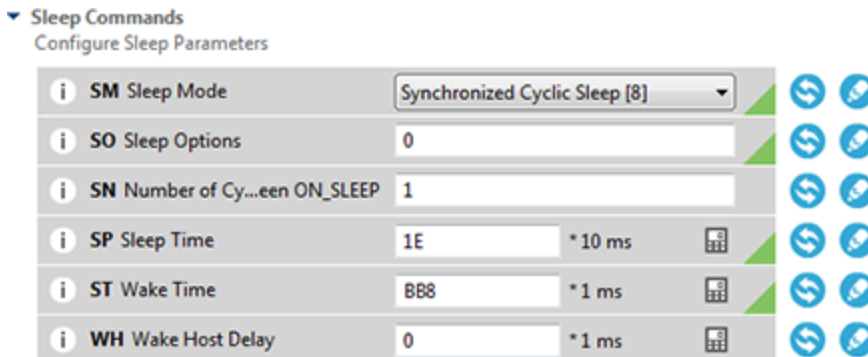 Sleep Commands
Configure Sleep Parameters
i SM Sleep Mode Synchronized Cyclic Sleep [8]
i SO Sleep Options 0
i SN Number of Cy...een ON_SLEEP 1
i SP Sleep Time 1E * 10 ms
i ST Wake Time BB8 * 1 ms
i WH Wake Host Delay 0 * 1 ms